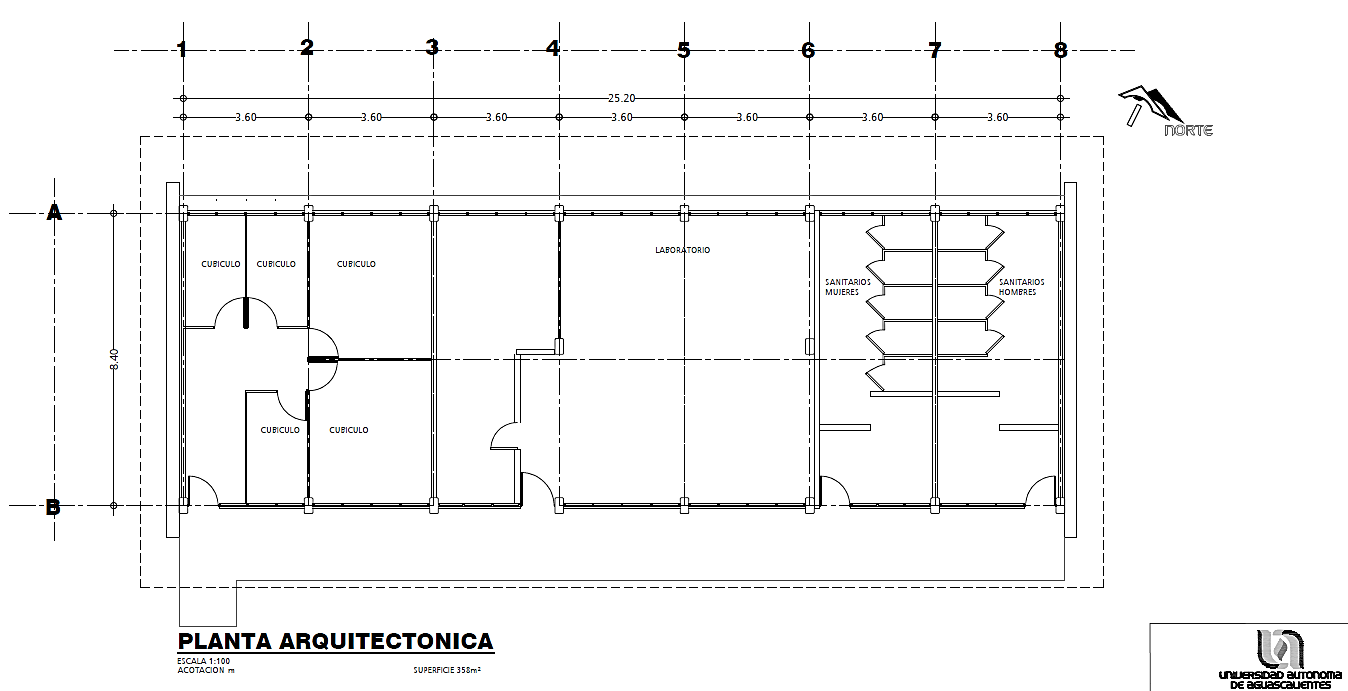 1 2 3 4 5 6 7 8
25.20
3.60 3.60 3.60 3.60 3.60 3.60 3.60
NORTE
A
LABORATORIO
CUBICULO CUBICULO CUBICULO
SANITARIOS
MUJERES
SANITARIOS
HOMBRES
8.40
CUBICULO CUBICULO
B
PLANTA ARQUITECTONICA
ESCALA 1:100
ACOTACION m
SUPERFICIE 358m²
UNIVERSIDAD AUTONOMA
DE AGUASCALIENTES